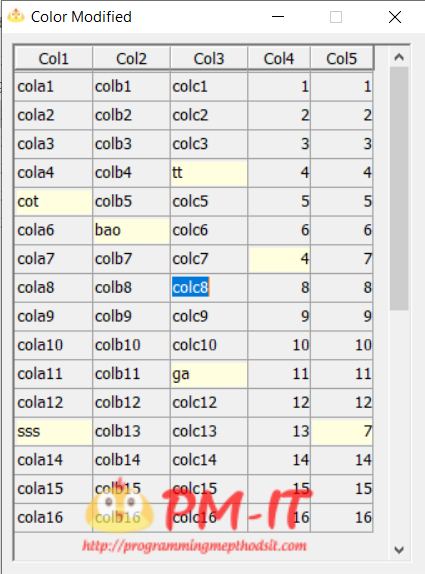 Color Modified
Col1 Col2 Col3 Col4 Col5
cola1 colb1 colc1 1 1
cola2 colb2 colc2 2 2
cola3 colb3 colc3 3 3
cola4 colb4 tt 4 4
cot colb5 colc5 5 5
cola6 bao colc6 6 6
cola7 colb7 colc7 4 7
cola8 colb8 colc8 8 8
cola9 colb9 colc9 9 9
cola10 colb10 colc10 10 10
cola11 colb11 ga 11 11
cola12 colb12 colc12 12 12
sss colb13 colc13 13 7
cola14 colb14 colc14 14 14
cola15 colb15 colc15 15 15
cola16 colb16 colc16 16 16
PM-IT
http://programmingmepthodsit.com